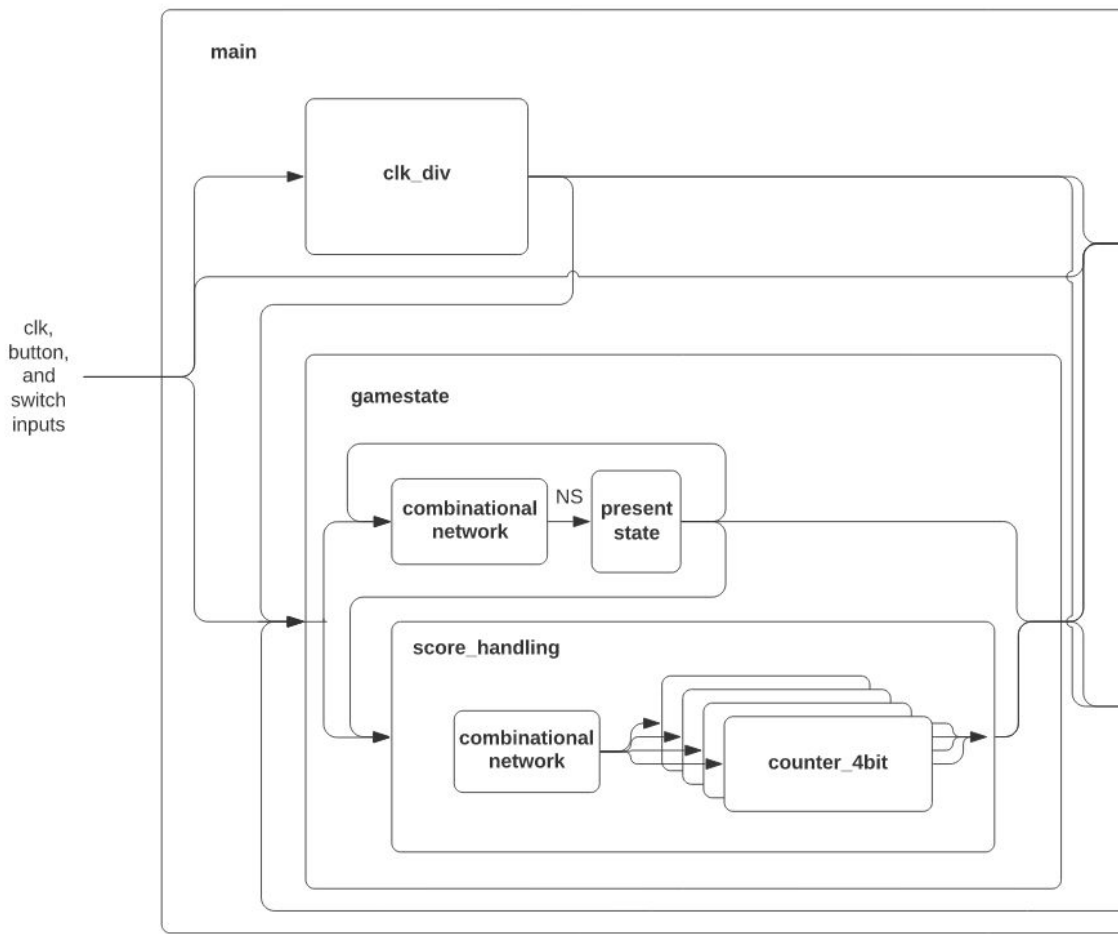 main
clk_div
clk,
button,
and
switch
inputs
gamestate
combinational
network
NS
present
state
score_handling
combinational
network
counter_4bit